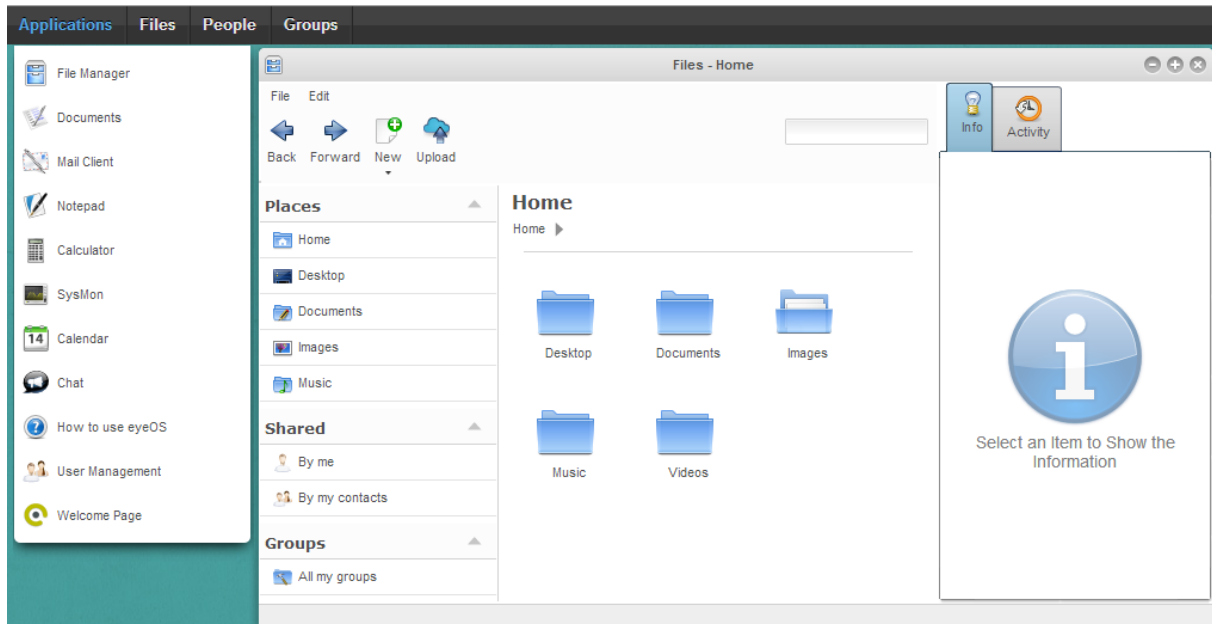 Applications Files People Groups
File Manager
Documents
Mail Client
Notepad
Calculator
SysMon
14 Calendar
Chat
How to use eyeOS
User Management
Welcome Page
Files - Home
File Edit
Back Forward New Upload
Places
Home
Desktop
Documents
Images
Music
Shared
By me
By my contacts
Groups
All my groups
Home
Home
Desktop Documents Images
Music Videos
Info Activity
Select an Item to Show the
Information